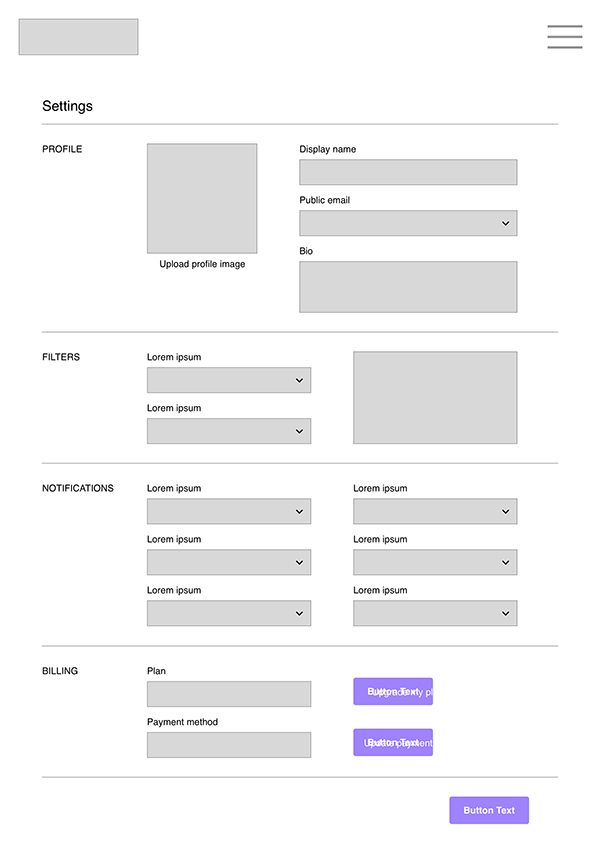 Settings
PROFILE
Upload profile image
Display name
Public email
Bio
FILTERS
Lorem ipsum
Lorem ipsum
NOTIFICATIONS
Lorem ipsum
Lorem ipsum
Lorem ipsum
Lorem ipsum
Lorem ipsum
Lorem ipsum
BILLING
Plan
Button Text
Payment method
Button Text
Button Text